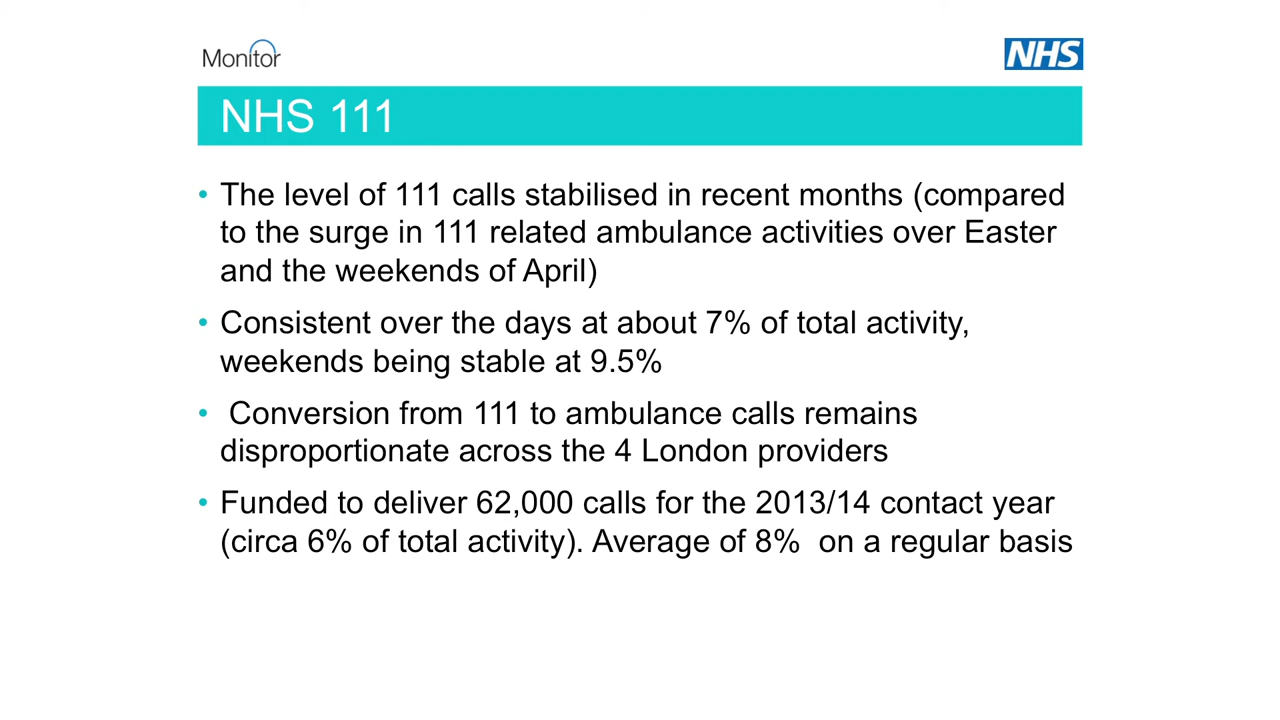 Monitor
NHS
NHS 111
• The level of 111 calls stabilised in recent months (compared
to the surge in 111 related ambulance activities over Easter
and the weekends of April)
• Consistent over the days at about 7% of total activity,
weekends being stable at 9.5%
• Conversion from 111 to ambulance calls remains
disproportionate across the 4 London providers
• Funded to deliver 62,000 calls for the 2013/14 contact year
(circa 6% of total activity). Average of 8%  on a regular basis